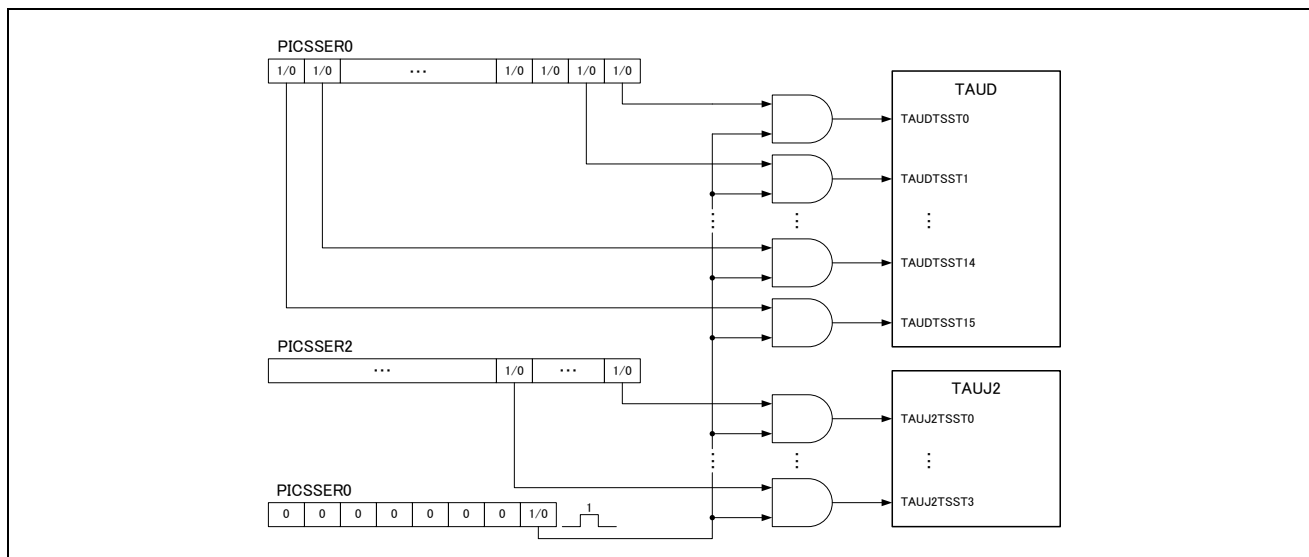 PICSSER0
1/0 1/0 ... 1/0 1/0 1/0 1/0
TAUD
TAUDTSST0
TAUDTSST1
⋮ ⋮ ⋮
TAUDTSST14
TAUDTSST15
PICSSER2
... 1/0 ... 1/0
TAUJ2
TAUJ2TSST0
⋮ ⋮ ⋮
TAUJ2TSST3
PICSSER0
0 0 0 0 0 0 0 1/0 1